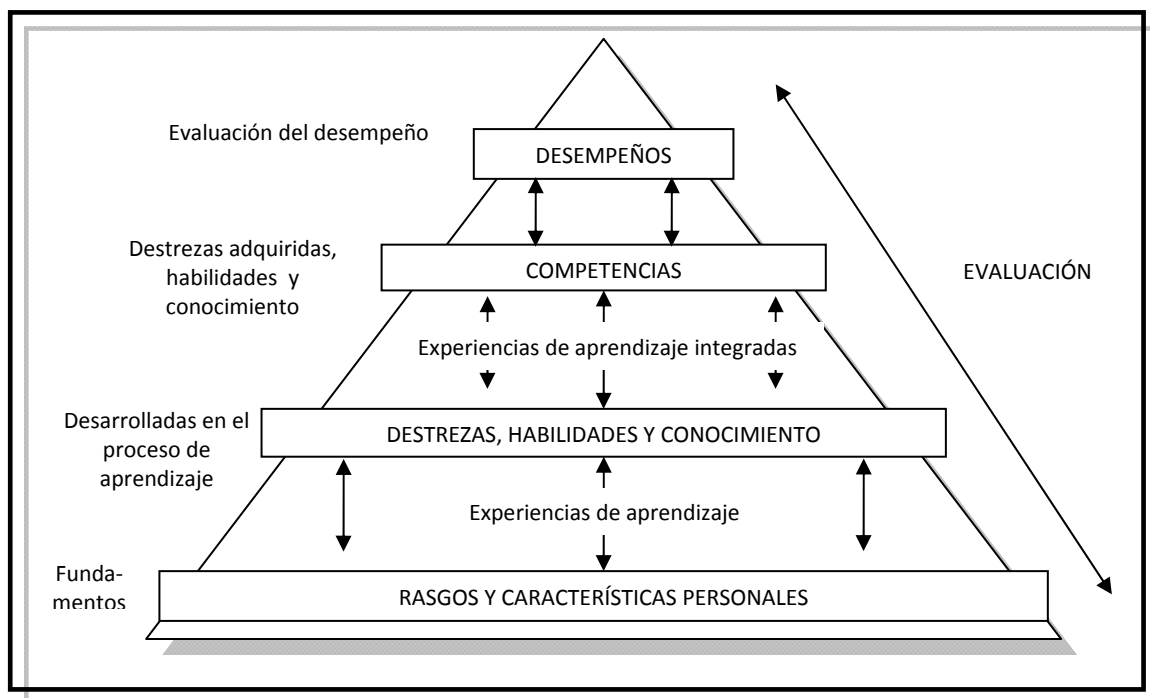 Evaluación del desempeño
DESEMPEÑOS
Destrezas adquiridas,
habilidades y
conocimiento
COMPETENCIAS
EVALUACIÓN
Experiencias de aprendizaje integradas
Desarrolladas en el
proceso de
aprendizaje
DESTREZAS, HABILIDADES Y CONOCIMIENTO
Experiencias de aprendizaje
Funda-
mentos
RASGOS Y CARACTERÍSTICAS PERSONALES